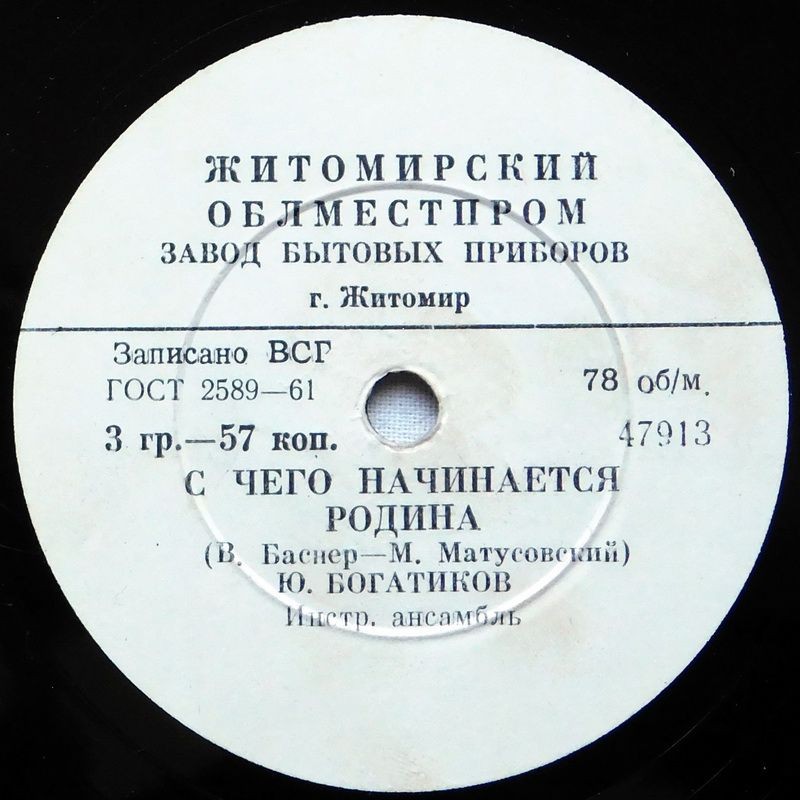 ЖИТОМИРСКИЙ
ОБЛМЕСТПРОМ
ЗАВОД БЫТОВЫХ ПРИБОРОВ
г. Житомир
Записано ВСГ
ГОСТ 2589—61
78 об/м.
3 гр.—57 коп.
47913
С ЧЕГО НАЧИНАЕТСЯ
РОДИНА
(В. Баснер—М. Матусовский)
Ю. БОГАТИКОВ
Инстр. ансамбль